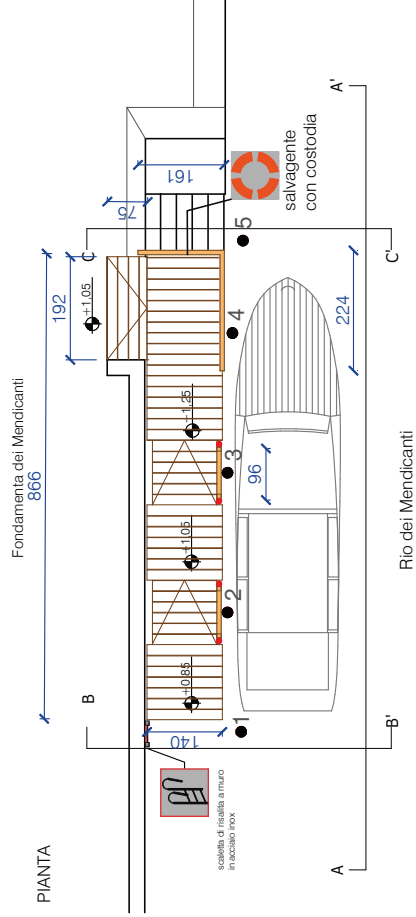 PIANTA
Fondamenta dei Mendicanti
866
192
75
161
C
B
+1,05
salvagente
con custodia
5
4
3
2
1
+1,25
+1,05
+0,85
140
96
224
scaletta di risalita a muro
in acciaio inox
A
A'
B'
C'
Rio dei Mendicanti